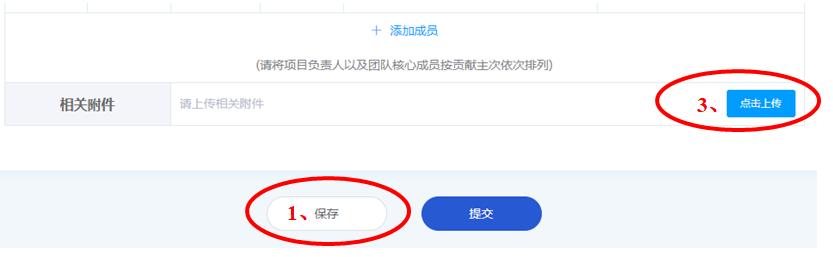 ＋ 添加成员
(请将项目负责人以及团队核心成员按贡献主次依次排列)
相关附件 请上传相关附件 3、 点击上传
1、 保存 提交